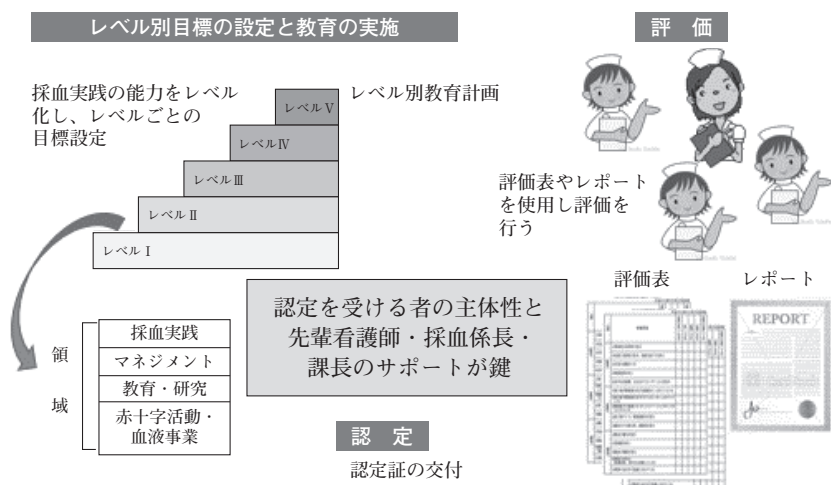 レベル別目標の設定と教育の実施
評　価
採血実践の能力をレベル
化し、レベルごとの
目標設定
レベル別教育計画
レベルⅤ
レベルⅣ
レベルⅢ
レベルⅡ
レベルⅠ
評価表やレポート
を使用し評価を
行う
評価表
レポート
REPORT
認定を受ける者の主体性と
先輩看護師・採血係長・
課長のサポートが鍵
領
域
採血実践
マネジメント
教育・研究
赤十字活動・
血液事業
認　定
認定証の交付